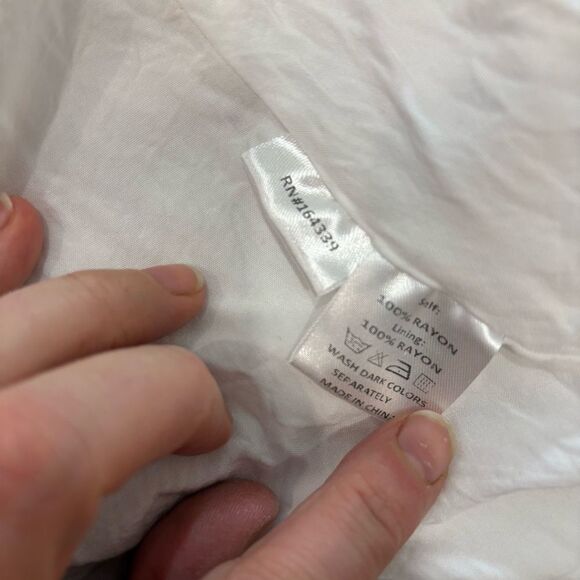 RN#164339
Self:
100% RAYON
Lining:
100% RAYON
WASH DARK COLORS
SEPARATELY
MADE IN CHINA